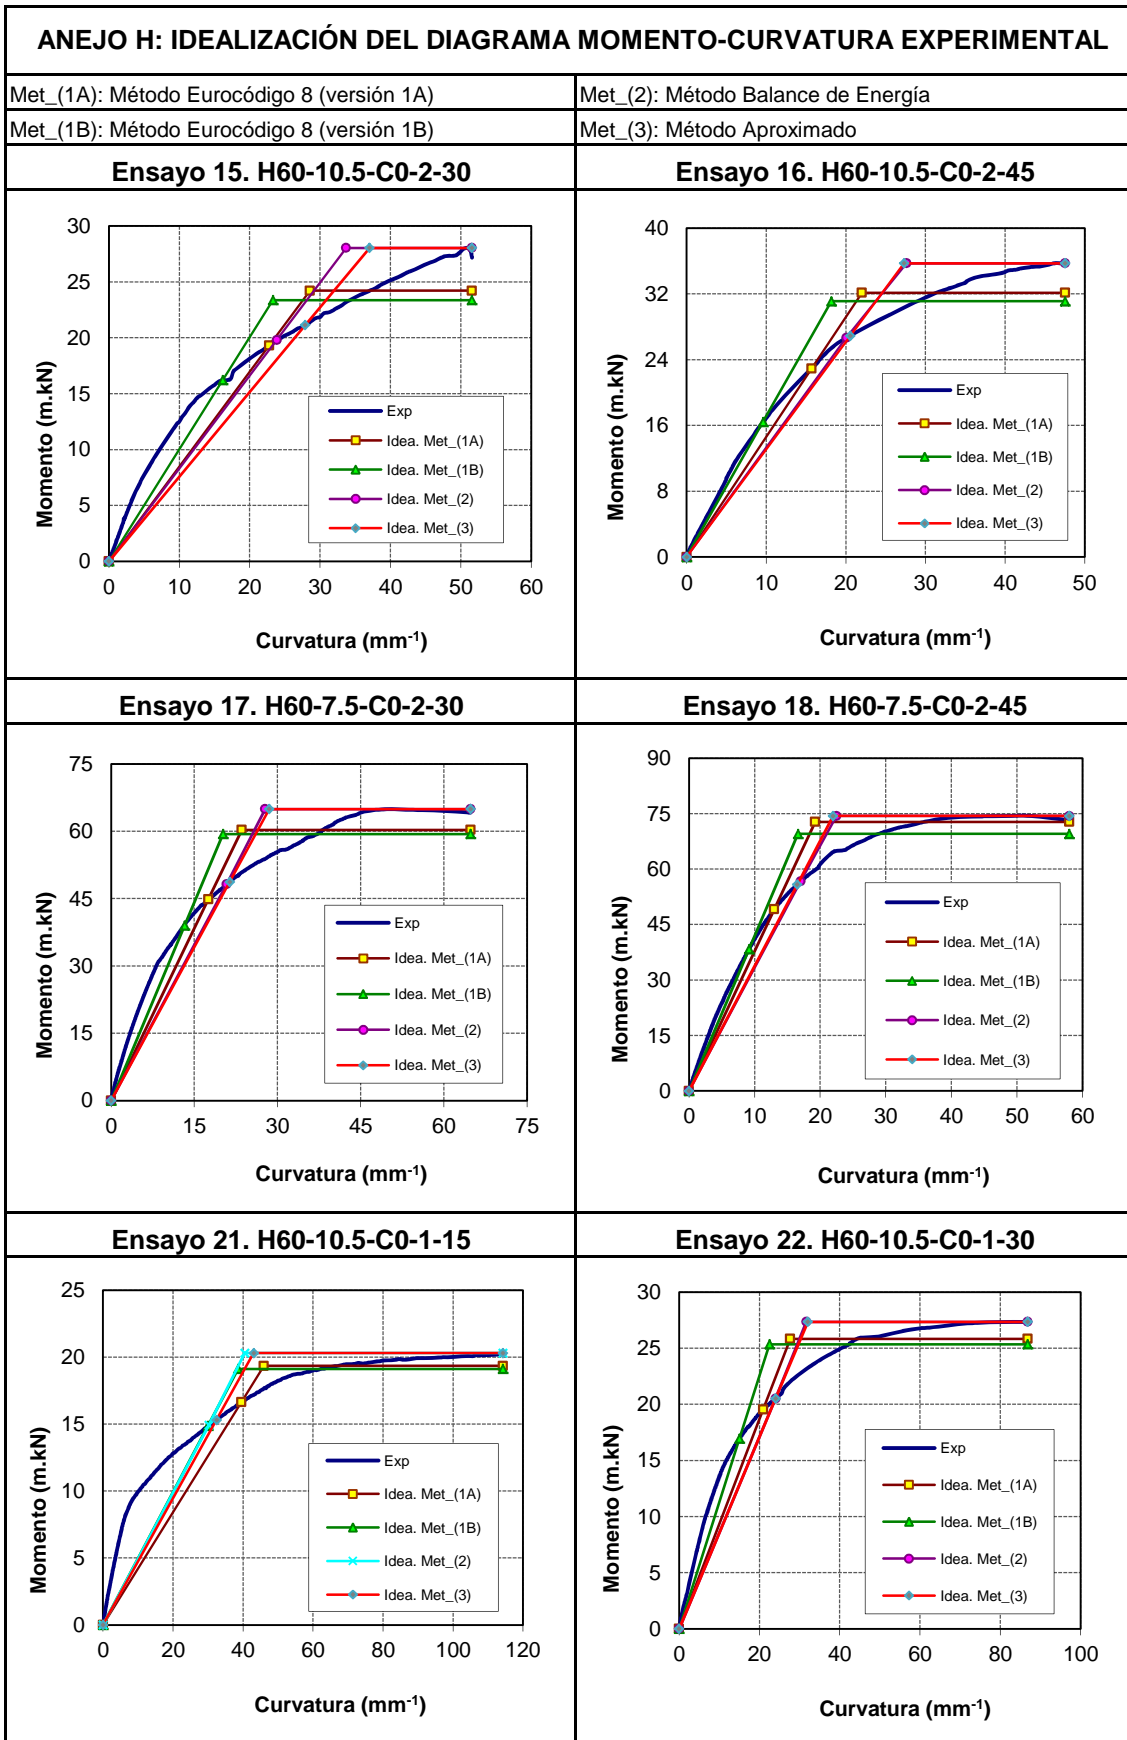 ANEJO H: IDEALIZACIÓN DEL DIAGRAMA MOMENTO-CURVATURA EXPERIMENTAL
Met_(1A): Método Eurocódigo 8 (versión 1A)
Met_(2): Método Balance de Energía
Met_(1B): Método Eurocódigo 8 (versión 1B)
Met_(3): Método Aproximado
Ensayo 15. H60-10.5-C0-2-30
Momento (m.kN)
30
25
20
15
10
5
0
Exp
Idea. Met_(1A)
Idea. Met_(1B)
Idea. Met_(2)
Idea. Met_(3)
0 10 20 30 40 50 60
Curvatura (mm⁻¹)
Ensayo 16. H60-10.5-C0-2-45
Momento (m.kN)
40
32
24
16
8
0
Exp
Idea. Met_(1A)
Idea. Met_(1B)
Idea. Met_(2)
Idea. Met_(3)
0 10 20 30 40 50
Curvatura (mm⁻¹)
Ensayo 17. H60-7.5-C0-2-30
Momento (m.kN)
75
60
45
30
15
0
Exp
Idea. Met_(1A)
Idea. Met_(1B)
Idea. Met_(2)
Idea. Met_(3)
0 15 30 45 60 75
Curvatura (mm⁻¹)
Ensayo 18. H60-7.5-C0-2-45
Momento (m.kN)
90
75
60
45
30
15
0
Exp
Idea. Met_(1A)
Idea. Met_(1B)
Idea. Met_(2)
Idea. Met_(3)
0 10 20 30 40 50 60
Curvatura (mm⁻¹)
Ensayo 21. H60-10.5-C0-1-15
Momento (m.kN)
25
20
15
10
5
0
Exp
Idea. Met_(1A)
Idea. Met_(1B)
Idea. Met_(2)
Idea. Met_(3)
0 20 40 60 80 100 120
Curvatura (mm⁻¹)
Ensayo 22. H60-10.5-C0-1-30
Momento (m.kN)
30
25
20
15
10
5
0
Exp
Idea. Met_(1A)
Idea. Met_(1B)
Idea. Met_(2)
Idea. Met_(3)
0 20 40 60 80 100
Curvatura (mm⁻¹)